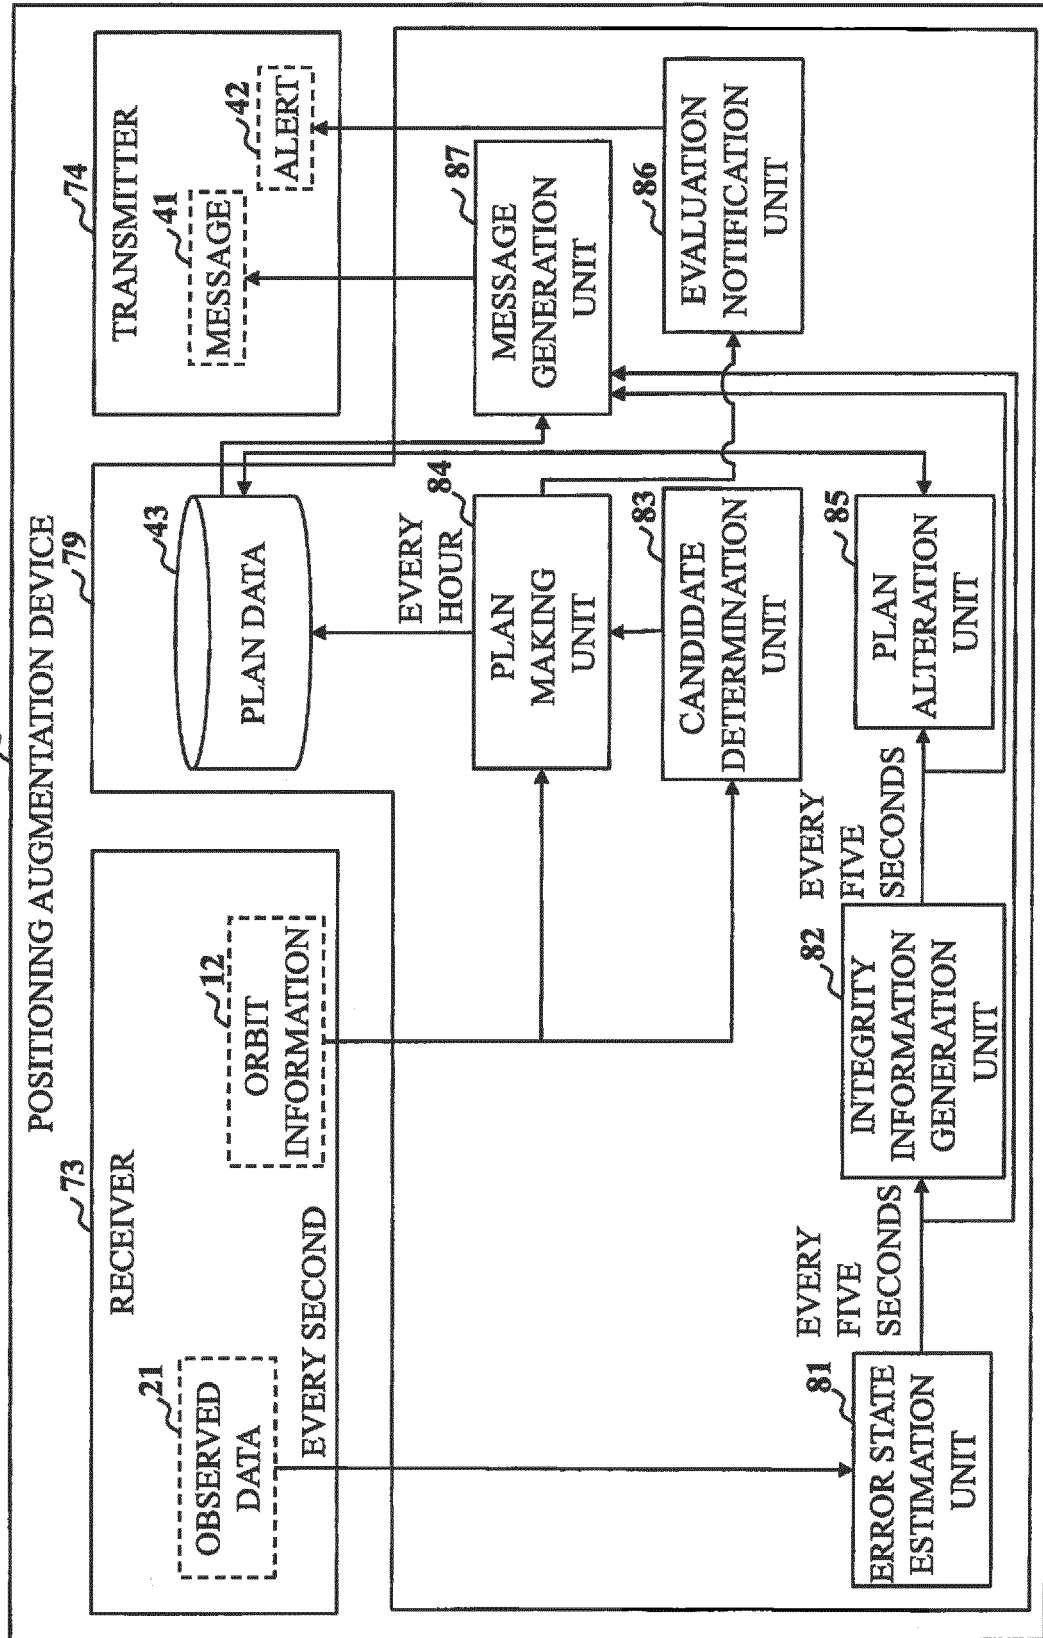 POSITIONING AUGMENTATION DEVICE
73
RECEIVER
21
OBSERVED
DATA
EVERY SECOND
12
ORBIT
INFORMATION
79
43
PLAN DATA
74
TRANSMITTER
41
MESSAGE
42
ALERT
EVERY
HOUR
84
PLAN
MAKING
UNIT
87
MESSAGE
GENERATION
UNIT
83
CANDIDATE
DETERMINATION
UNIT
86
EVALUATION
NOTIFICATION
UNIT
81
ERROR STATE
ESTIMATION
UNIT
EVERY
FIVE
SECONDS
82
INTEGRITY
INFORMATION
GENERATION
UNIT
EVERY
FIVE
SECONDS
85
PLAN
ALTERATION
UNIT